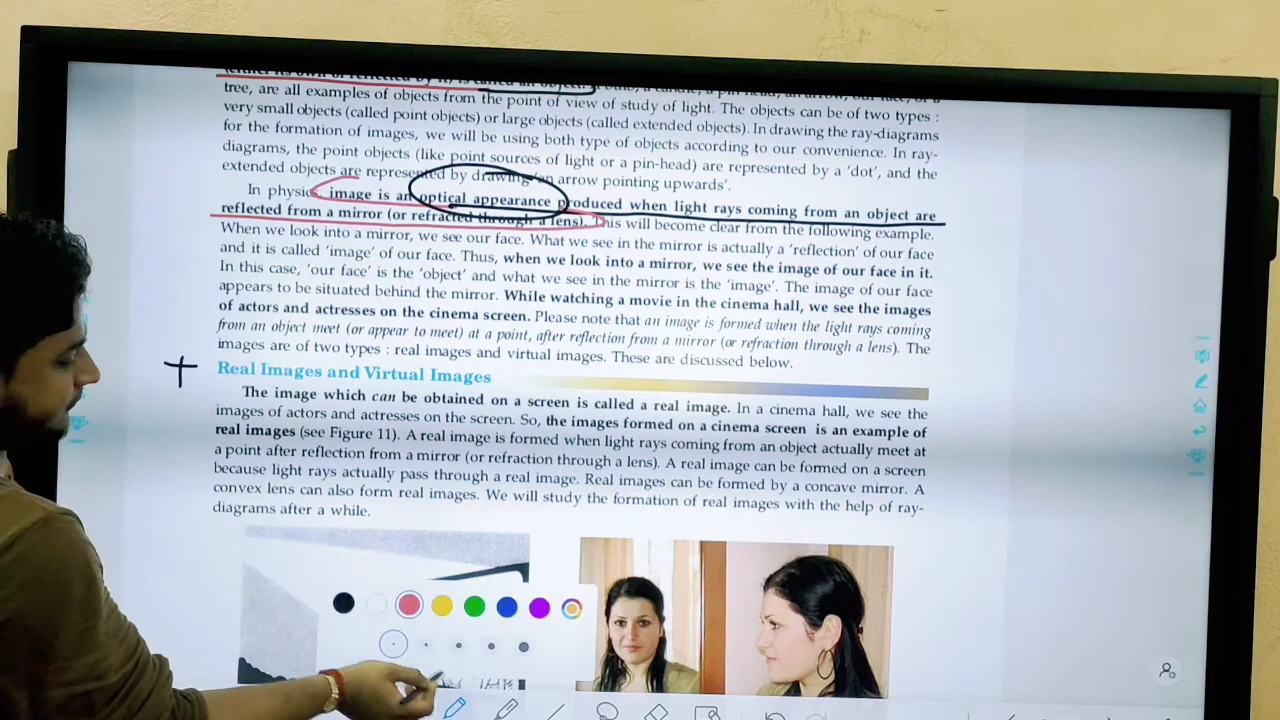 (either its own or reflected by it) is called an object.
tree, are all examples of objects from the point of view of study of light. The objects can be of two types :
very small objects (called point objects) or large objects (called extended objects). In drawing the ray-diagrams
for the formation of images, we will be using both type of objects according to our convenience. In ray-
diagrams, the point objects (like point sources of light or a pin-head) are represented by a 'dot', and the
extended objects are represented by drawing 'an arrow pointing upwards'.
In physics, image is an optical appearance produced when light rays coming from an object are
reflected from a mirror (or refracted through a lens). This will become clear from the following example.
When we look into a mirror, we see our face. What we see in the mirror is actually a 'reflection' of our face
and it is called 'image' of our face. Thus, when we look into a mirror, we see the image of our face in it.
In this case, 'our face' is the 'object' and what we see in the mirror is the 'image'. The image of our face
appears to be situated behind the mirror. While watching a movie in the cinema hall, we see the images
of actors and actresses on the cinema screen. Please note that an image is formed when the light rays coming
from an object meet (or appear to meet) at a point, after reflection from a mirror (or refraction through a lens). The
images are of two types : real images and virtual images. These are discussed below.
Real Images and Virtual Images
The image which can be obtained on a screen is called a real image. In a cinema hall, we see the
images of actors and actresses on the screen. So, the images formed on a cinema screen is an example of
real images (see Figure 11). A real image is formed when light rays coming from an object actually meet at
a point after reflection from a mirror (or refraction through a lens). A real image can be formed on a screen
because light rays actually pass through a real image. Real images can be formed by a concave mirror. A
convex lens can also form real images. We will study the formation of real images with the help of ray-
diagrams after a while.